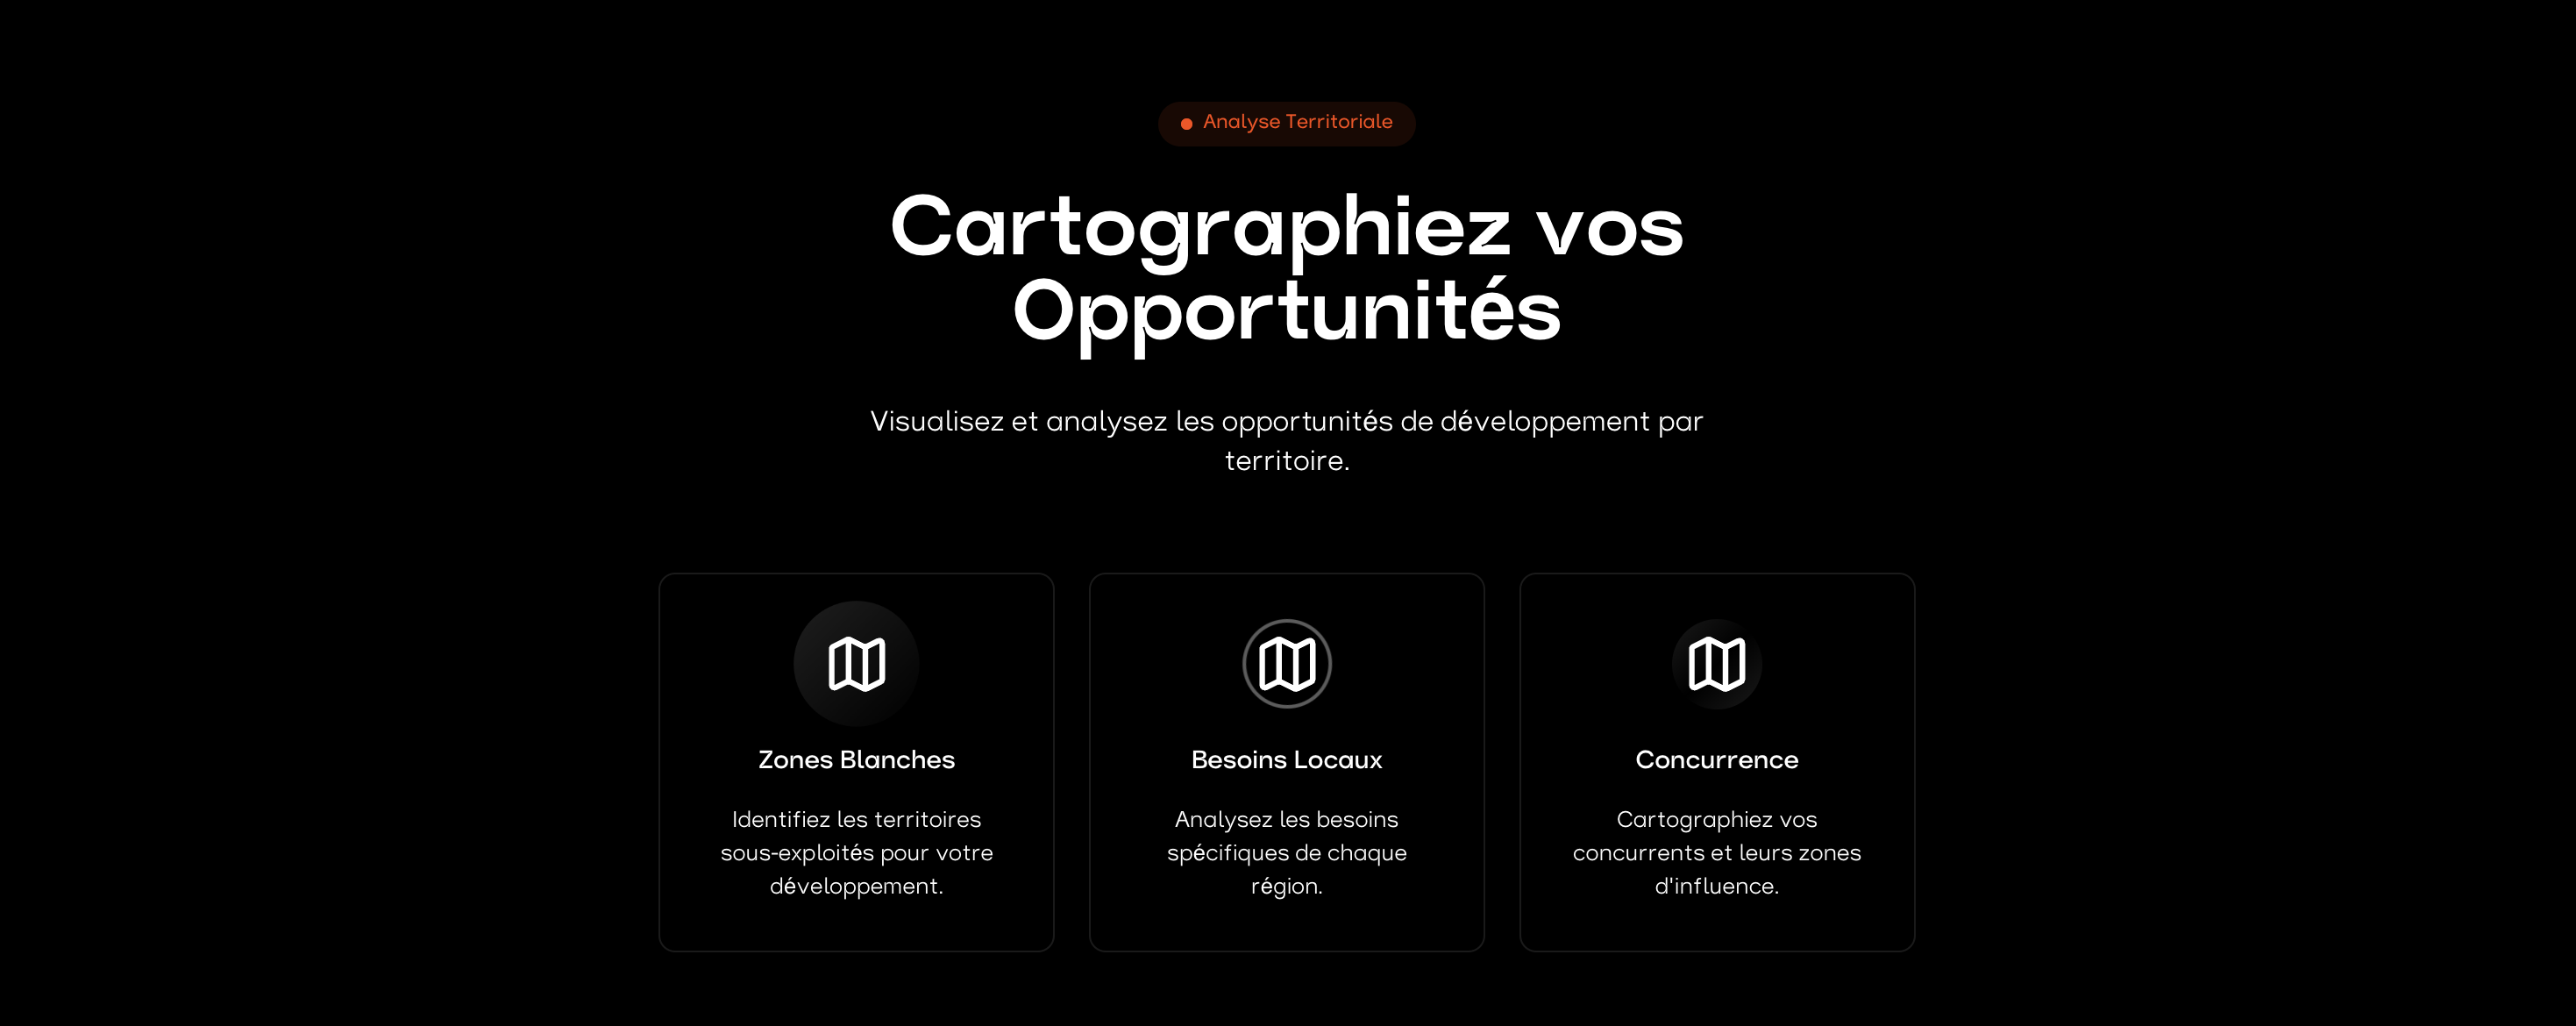 Analyse Territoriale
Cartographiez vos
Opportunités
Visualisez et analysez les opportunités de développement par
territoire.
Zones Blanches
Identifiez les territoires
sous-exploités pour votre
développement.
Besoins Locaux
Analysez les besoins
spécifiques de chaque
région.
Concurrence
Cartographiez vos
concurrents et leurs zones
d'influence.